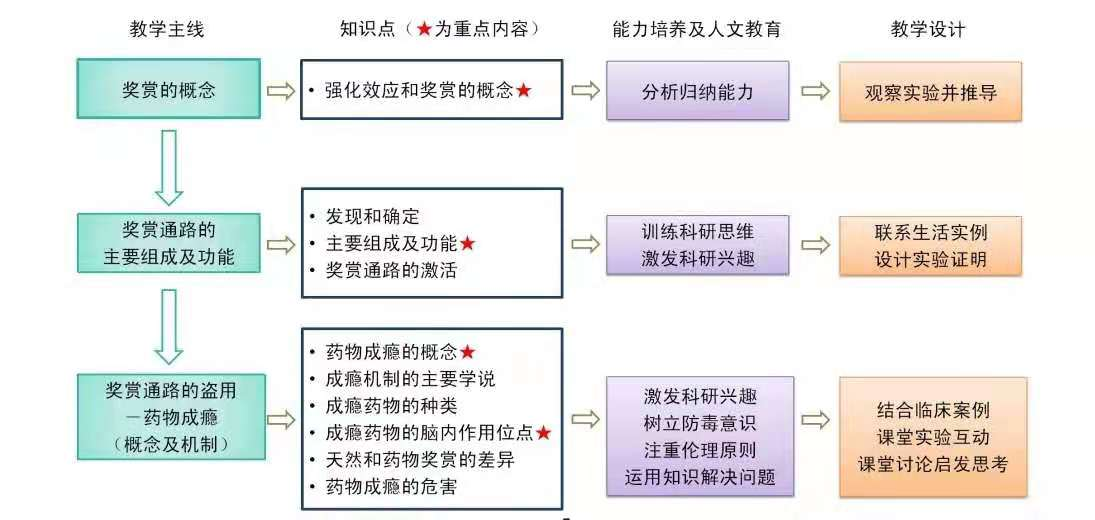 教学主线
知识点（★为重点内容）
能力培养及人文教育
教学设计
奖赏的概念
• 强化效应和奖赏的概念★
分析归纳能力
观察实验并推导
奖赏通路的
主要组成及功能
• 发现和确定
• 主要组成及功能★
• 奖赏通路的激活
训练科研思维
激发科研兴趣
联系生活实例
设计实验证明
奖赏通路的盗用
－药物成瘾
（概念及机制）
• 药物成瘾的概念★
• 成瘾机制的主要学说
• 成瘾药物的种类
• 成瘾药物的脑内作用位点★
• 天然和药物奖赏的差异
• 药物成瘾的危害
激发科研兴趣
树立防毒意识
注重伦理原则
运用知识解决问题
结合临床案例
课堂实验互动
课堂讨论启发思考